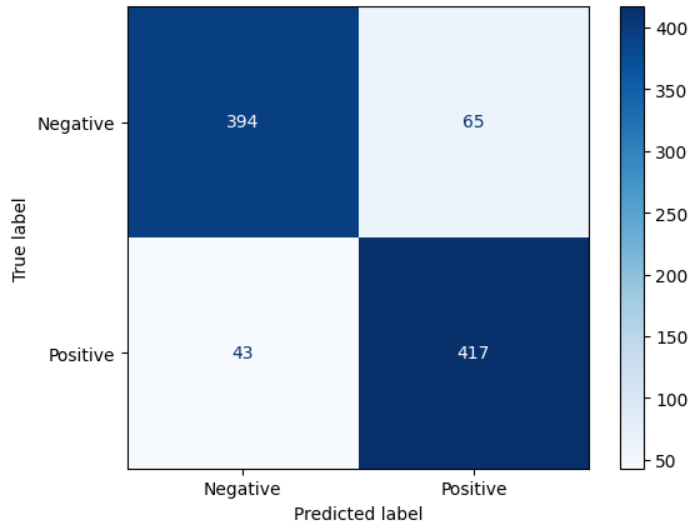 Negative
394
65
Positive
43
417
Negative
Positive
True label
Predicted label
400
350
300
250
200
150
100
50